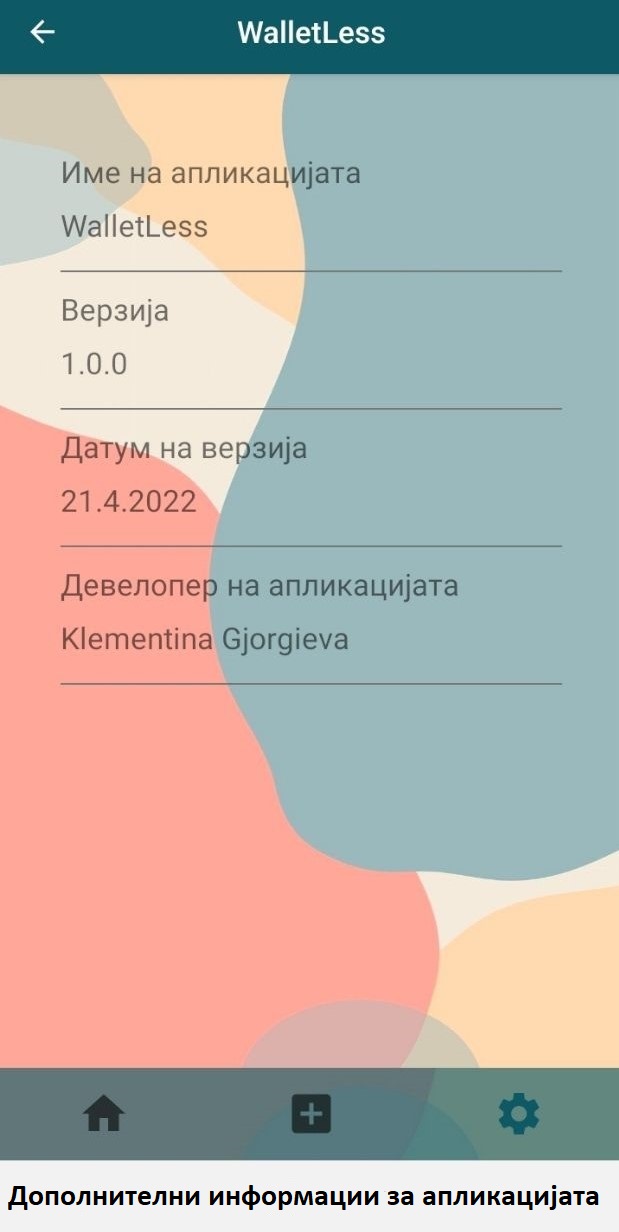 WalletLess
Име на апликацијата
WalletLess
Верзија
1.0.0
Датум на верзија
21.4.2022
Девелопер на апликацијата
Klementina Gjorgieva
Дополнителни информации за апликацијата